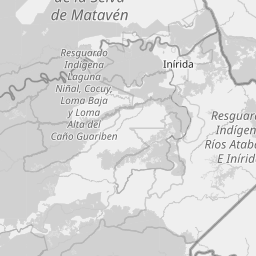 de la Selva
de Matavén
Resguardo
Indígena
Laguna
Niñal, Cocuy,
Loma Baja
y Loma
Alta del
Caño Guariben
Inírida
Resgua
Indígen
Ríos Ataba
E Inírid